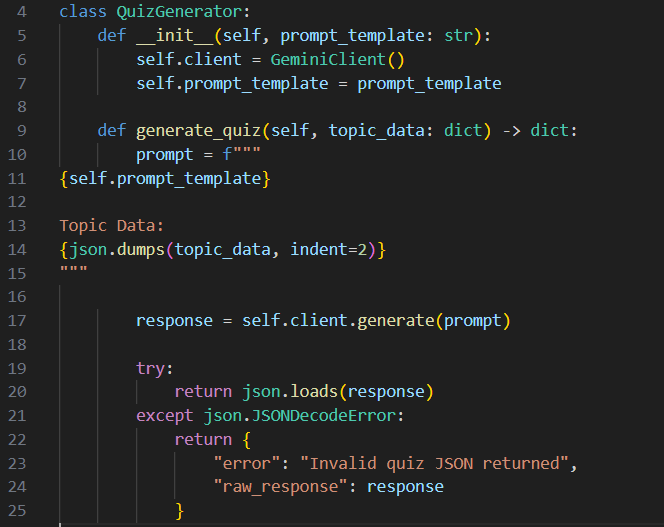 4 class QuizGenerator:
5     def __init__(self, prompt_template: str):
6         self.client = GeminiClient()
7         self.prompt_template = prompt_template
8
9     def generate_quiz(self, topic_data: dict) -> dict:
10         prompt = f"""
11 {self.prompt_template}
12
13 Topic Data:
14 {json.dumps(topic_data, indent=2)}
15 """
16
17         response = self.client.generate(prompt)
18
19         try:
20             return json.loads(response)
21         except json.JSONDecodeError:
22             return {
23                 "error": "Invalid quiz JSON returned",
24                 "raw_response": response
25             }